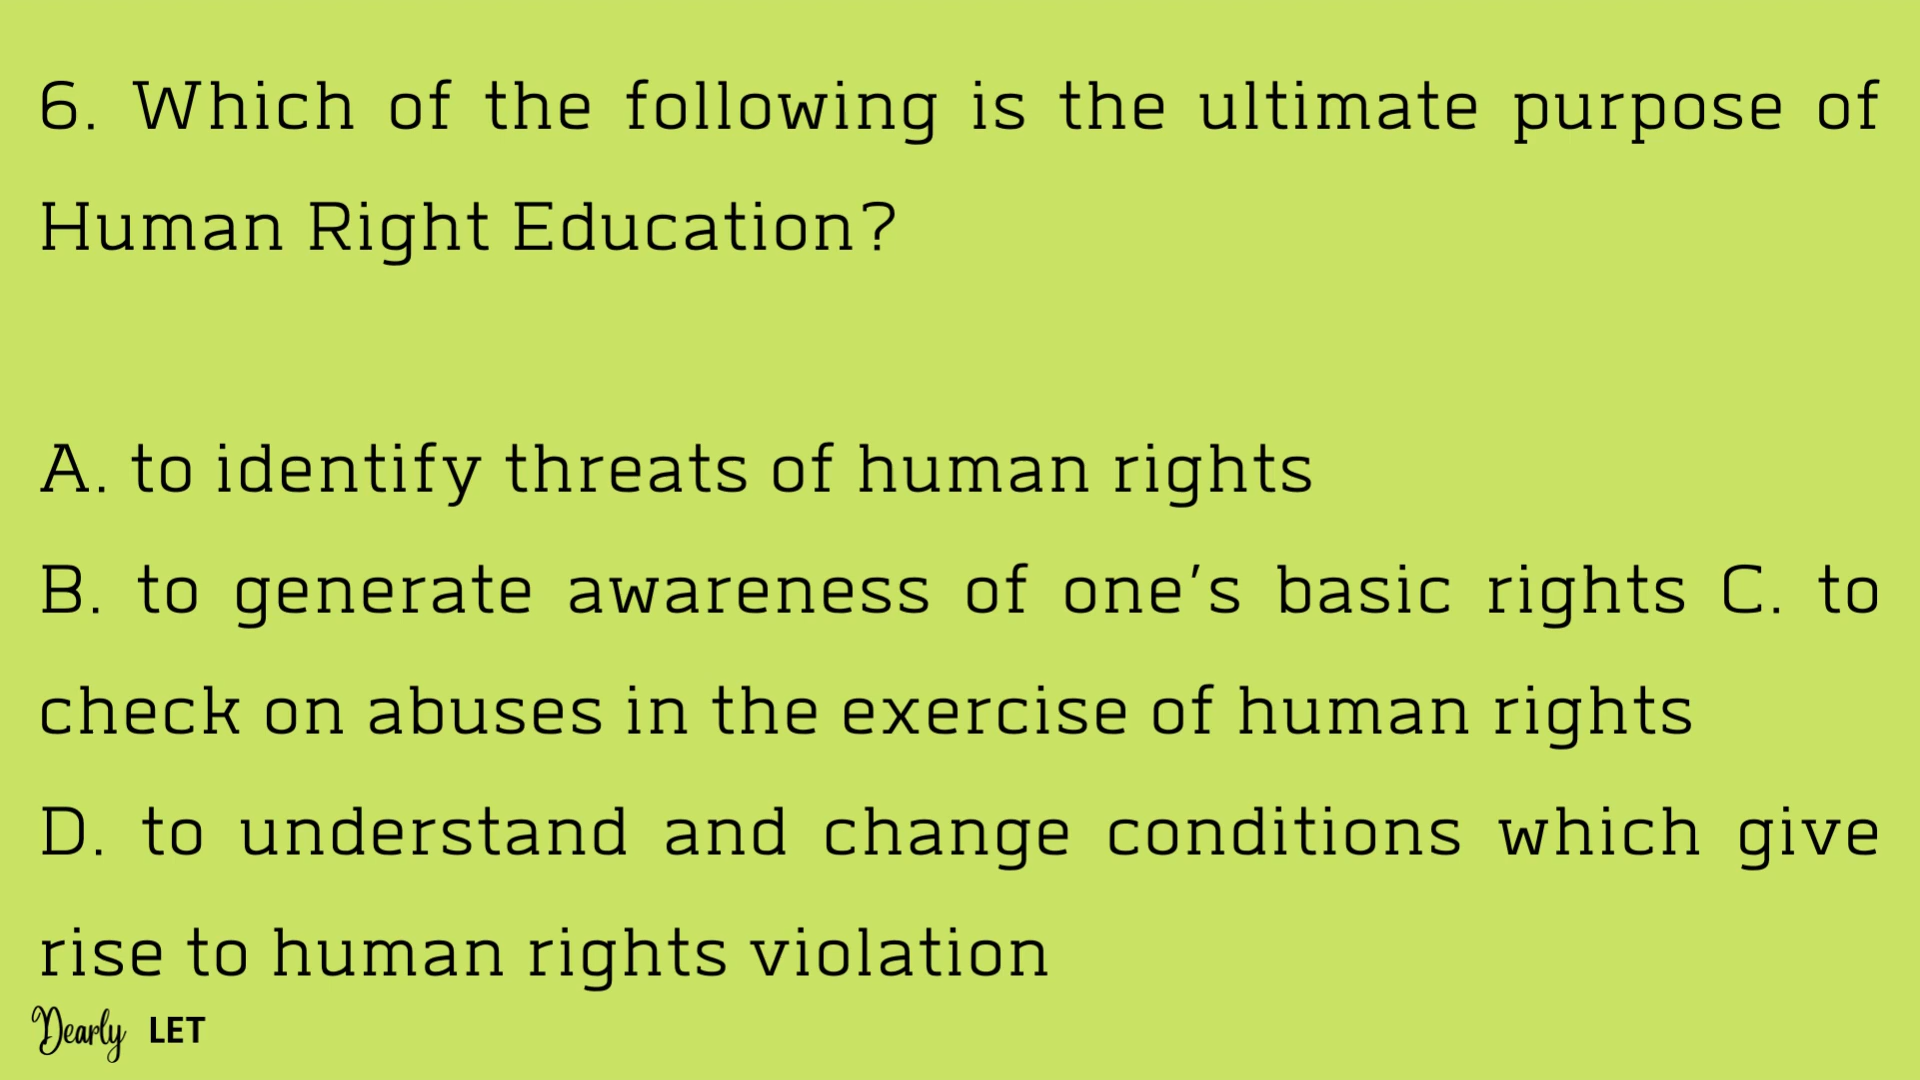 6. Which of the following is the ultimate purpose of
Human Right Education?
A. to identify threats of human rights
B. to generate awareness of one's basic rights C. to
check on abuses in the exercise of human rights
D. to understand and change conditions which give
rise to human rights violation
Dearly LET